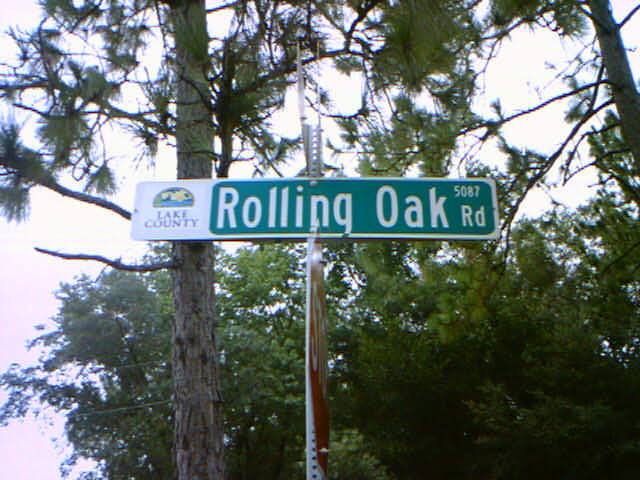 LAKE
COUNTY
Rolling Oak Rd
5087